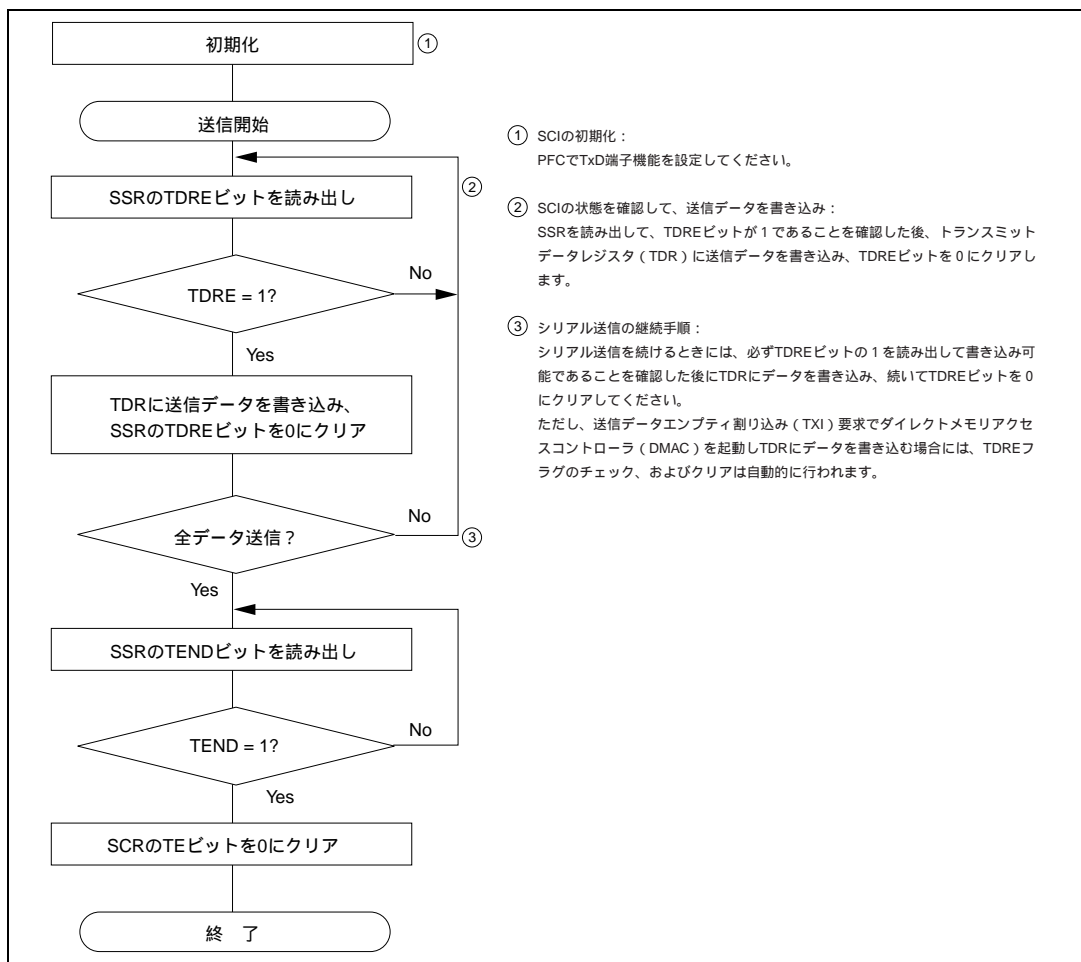 初期化
①
送信開始
SSRのTDREビットを読み出し
②
TDRE = 1?
No
Yes
TDRに送信データを書き込み、
SSRのTDREビットを0にクリア
全データ送信？
No
③
Yes
SSRのTENDビットを読み出し
TEND = 1?
No
Yes
SCRのTEビットを0にクリア
終　了
① SCIの初期化：
PFCでTxD端子機能を設定してください。
② SCIの状態を確認して、送信データを書き込み：
SSRを読み出して、TDREビットが１であることを確認した後、トランスミット
データレジスタ（TDR）に送信データを書き込み、TDREビットを０にクリアし
ます。
③ シリアル送信の継続手順：
シリアル送信を続けるときには、必ずTDREビットの１を読み出して書き込み可
能であることを確認した後にTDRにデータを書き込み、続いてTDREビットを０
にクリアしてください。
ただし、送信データエンプティ割り込み（TXI）要求でダイレクトメモリアクセ
スコントローラ（DMAC）を起動しTDRにデータを書き込む場合には、TDREフ
ラグのチェック、およびクリアは自動的に行われます。